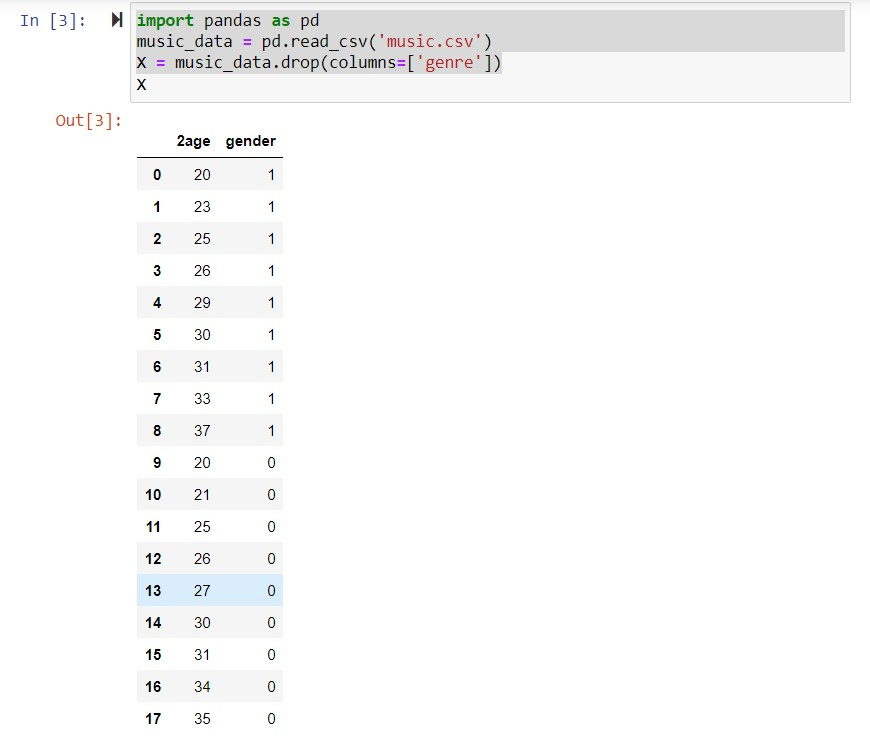 In [3]:
import pandas as pd
music_data = pd.read_csv('music.csv')
X = music_data.drop(columns=['genre'])
X
Out[3]:
2age gender
0 20 1
1 23 1
2 25 1
3 26 1
4 29 1
5 30 1
6 31 1
7 33 1
8 37 1
9 20 0
10 21 0
11 25 0
12 26 0
13 27 0
14 30 0
15 31 0
16 34 0
17 35 0